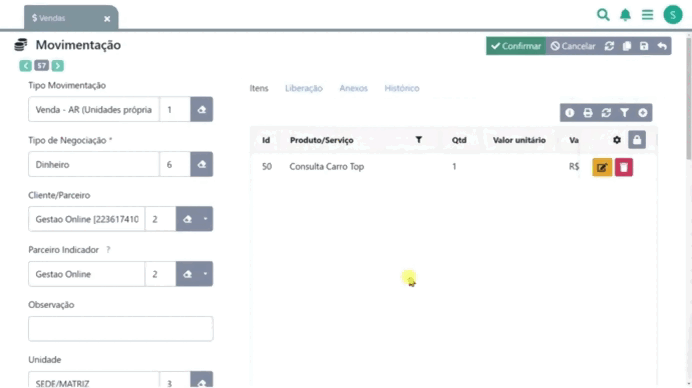 $ Vendas ×
S
Movimentação
Confirmar Cancelar
57
Tipo Movimentação
Venda - AR (Unidades própria 1
Tipo de Negociação *
Dinheiro 6
Cliente/Parceiro
Gestao Online [223617410 2
Parceiro Indicador ?
Gestao Online 2
Observação
Unidade
SEDE/MATRIZ 3
Itens Liberação Anexos Histórico
Id Produto/Serviço Qtd Valor unitário Va
50 Consulta Carro Top 1 R$